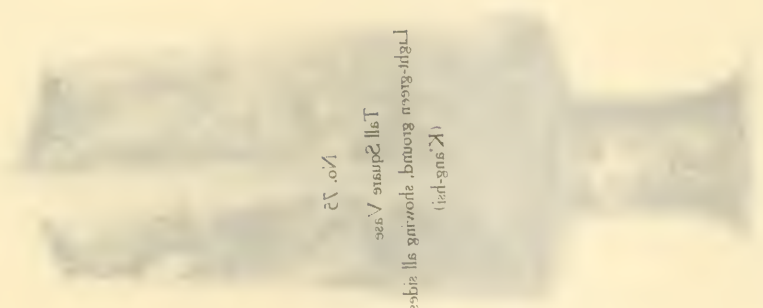 No. 75
Tall Square Vase
Light-green ground, showing all sides
(K'ang-hsi)